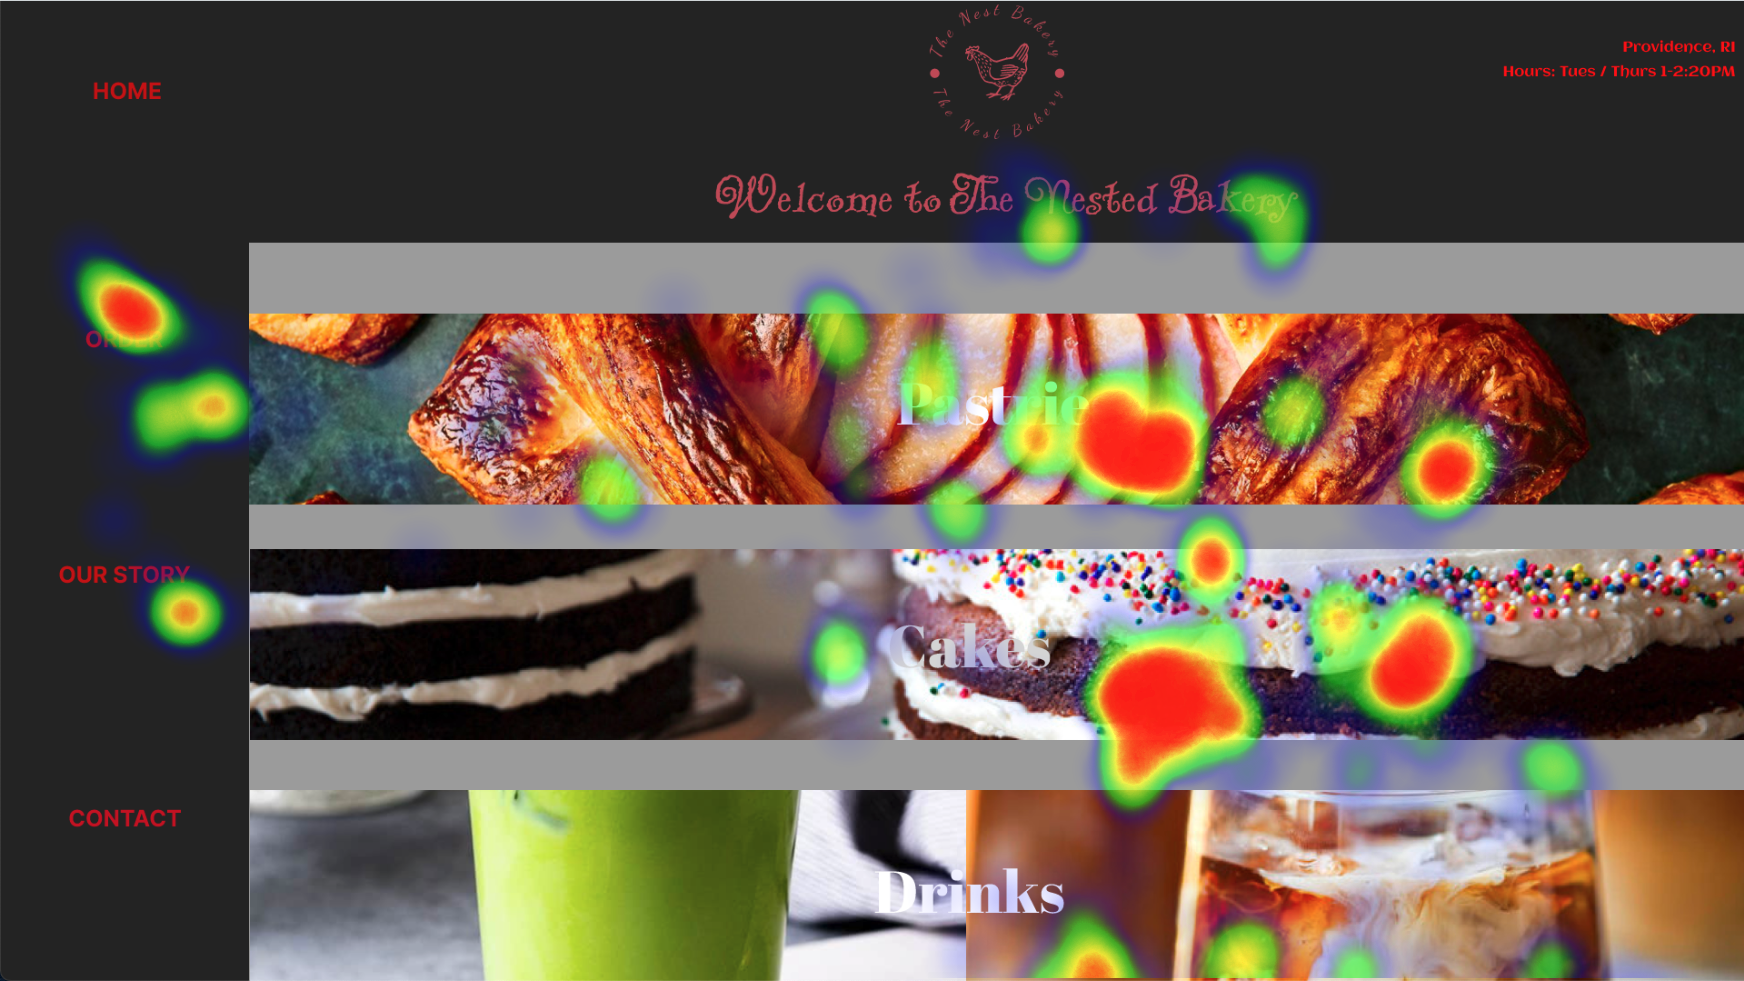 The Nest Bakery
The Nest Bakery
Providence, RI
Hours: Tues / Thurs 1-2:20PM
HOME
Welcome to The Nested Bakery
ORDER
Pastrie
OUR STORY
Cakes
CONTACT
Drinks